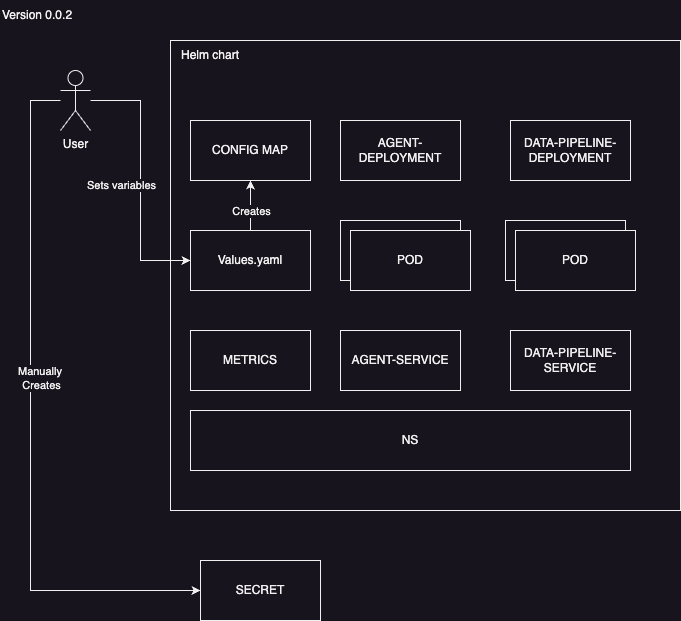 Version 0.0.2
Helm chart
User
CONFIG MAP
AGENT-
DEPLOYMENT
DATA-PIPELINE-
DEPLOYMENT
Sets variables
Creates
Values.yaml
POD
POD
METRICS
AGENT-SERVICE
DATA-PIPELINE-
SERVICE
Manually
Creates
NS
SECRET